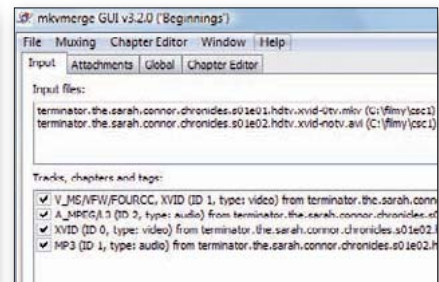 mkvmerge GUI v3.2.0 ('Beginnings')
File Muxing Chapter Editor Window Help
Input Attachments Global Chapter Editor
Input files:
terminator.the.sarah.connor.chronicles.s01e01.hdtv.xvid-0tv.mkv (C:\filmy\csc1)
terminator.the.sarah.connor.chronicles.s01e02.hdtv.xvid-notv.avi (C:\filmy\csc1)
Tracks, chapters and tags:
V_MS/VFW/FOURCC, XVID (ID 1, type: video) from terminator.the.sarah.conn
A_MPEG/L3 (ID 2, type: audio) from terminator.the.sarah.connor.chronicles.s0
XVID (ID 0, type: video) from terminator.the.sarah.connor.chronicles.s01e02.h
MP3 (ID 1, type: audio) from terminator.the.sarah.connor.chronicles.s01e02.h